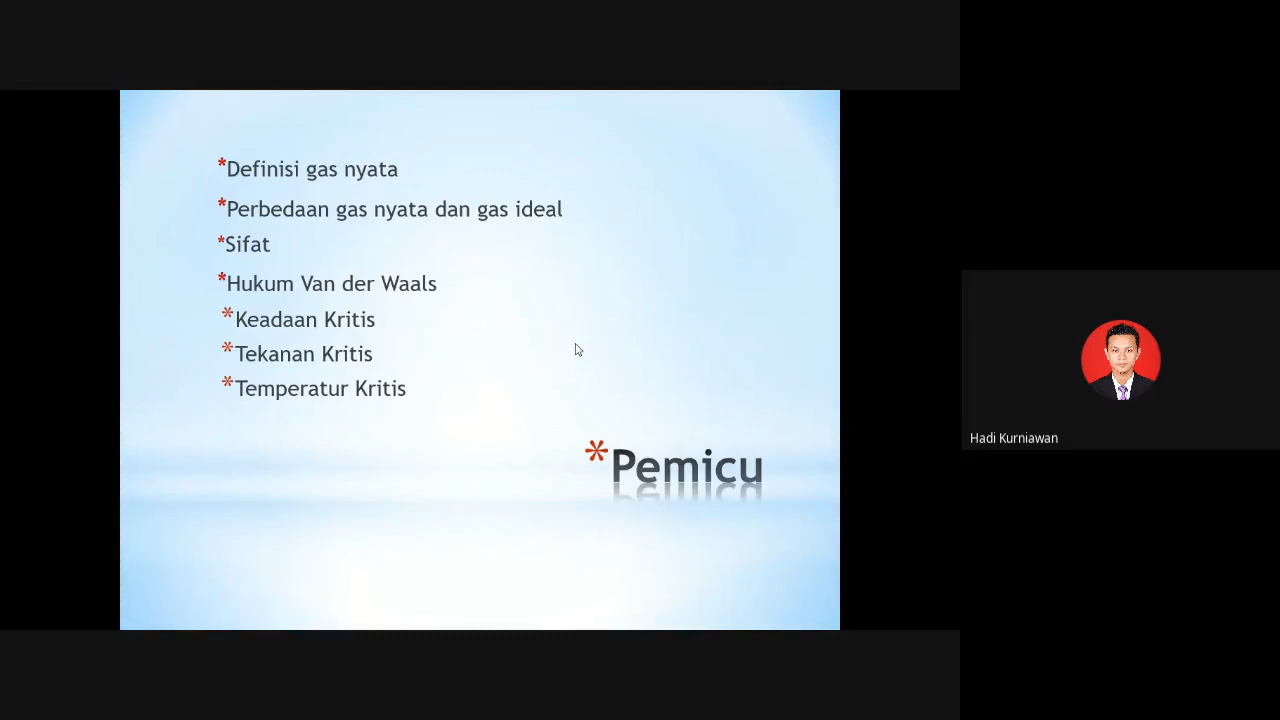 *Definisi gas nyata
*Perbedaan gas nyata dan gas ideal
*Sifat
*Hukum Van der Waals
*Keadaan Kritis
*Tekanan Kritis
*Temperatur Kritis
*Pemicu
Hadi Kurniawan